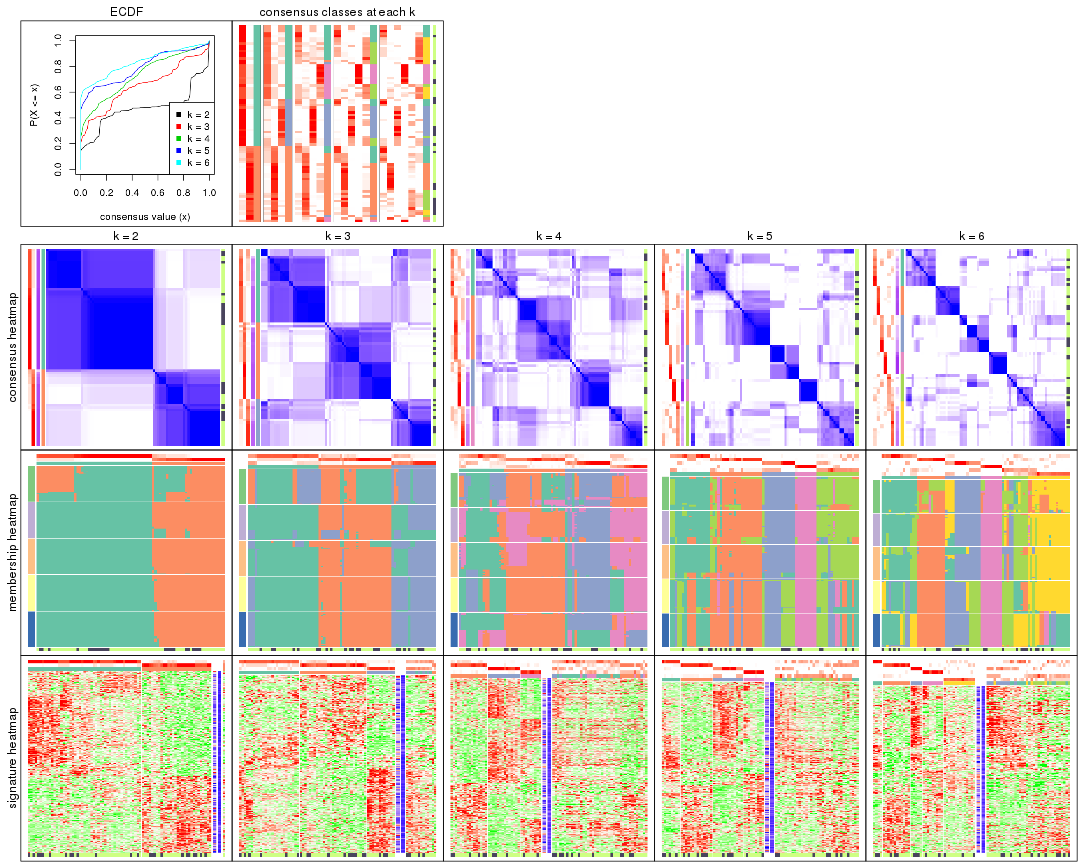 ECDF
consensus classes at each k
P(X <= x)
0.0 0.2 0.4 0.6 0.8 1.0
k = 2
k = 3
k = 4
k = 5
k = 6
0.0 0.2 0.4 0.6 0.8 1.0
consensus value (x)
k = 2 k = 3 k = 4 k = 5 k = 6
consensus heatmap
membership heatmap
signature heatmap